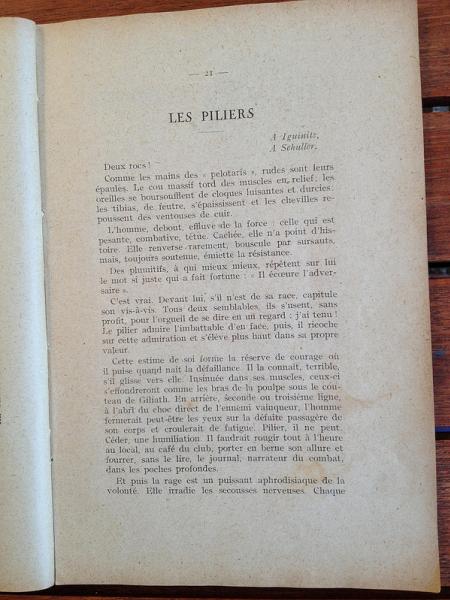 — 21 —
LES PILIERS
A Iguinitz,
A Sehuller.
Deux rocs !
Comme les mains des « pelotaris », rudes sont leurs
épaules. Le cou massif tord des muscles en relief; les
oreilles se boursoufflent de cloques luisantes et durcies;
les tibias, de feutre, s'épaississent et les chevilles re-
poussent des ventouses de cuir.
L'homme, debout, effluve de la force : celle qui est
pesante, combative, têtue. Cachée, elle n'a point d'his-
toire. Elle renverse rarement, bouscule par sursauts,
mais, toujours soutenue, émiette la résistance.
Des plumitifs, à qui mieux mieux, répètent sur lui
le mot si juste qui a fait fortune : « Il écœure l'adver-
saire ».
C'est vrai. Devant lui, s'il n'est de sa race, capitule
son vis-à-vis. Tous deux semblables, ils s'usent, sans
profit, pour l'orgueil de se dire en un regard : j'ai tenu !
Le pilier admire l'imbattable d'en face, puis, il ricoche
sur cette admiration et s'élève plus haut dans sa propre
valeur.
Cette estime de soi forme la réserve de courage où
il puise quand naît la défaillance. Il la connaît, terrible,
s'il glisse vers elle. Insinuée dans ses muscles, ceux-ci
s'effondreront comme les bras de la poulpe sous le cou-
teau de Giliath. En arrière, seconde ou troisième ligne,
à l'abri du choc direct de l'ennemi vainqueur, l'homme
fermerait peut-être les yeux sur la défaite passagère de
son corps et croulerait de fatigue. Pilier, il ne peut.
Céder, une humiliation. Il faudrait rougir tout à l'heure
au local, au café du club, porter en berne son allure et
fourrer, sans le lire, le journal, narrateur du combat,
dans les poches profondes.
Et puis la rage est un puissant aphrodisiaque de la
volonté. Elle irradie les secousses nerveuses. Chaque